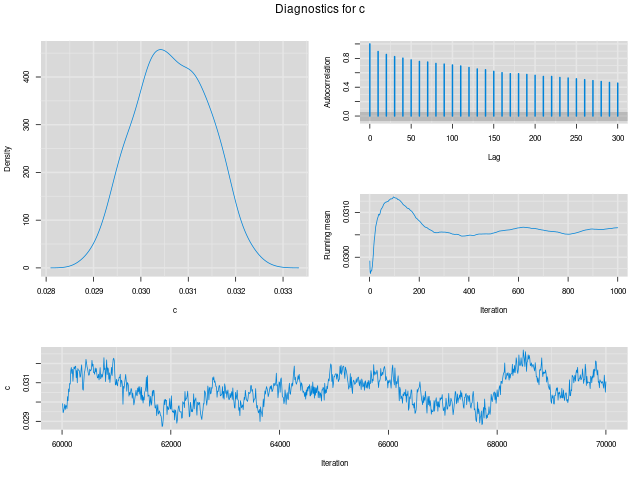 Diagnostics for c
Density
0 100 200 300 400
0.028 0.029 0.030 0.031 0.032 0.033
c
Autocorrelation
0.0 0.4 0.8
0 50 100 150 200 250 300
Lag
Running mean
0.0300 0.0310
0 200 400 600 800 1000
Iteration
c
0.029 0.031
60000 62000 64000 66000 68000 70000
Iteration